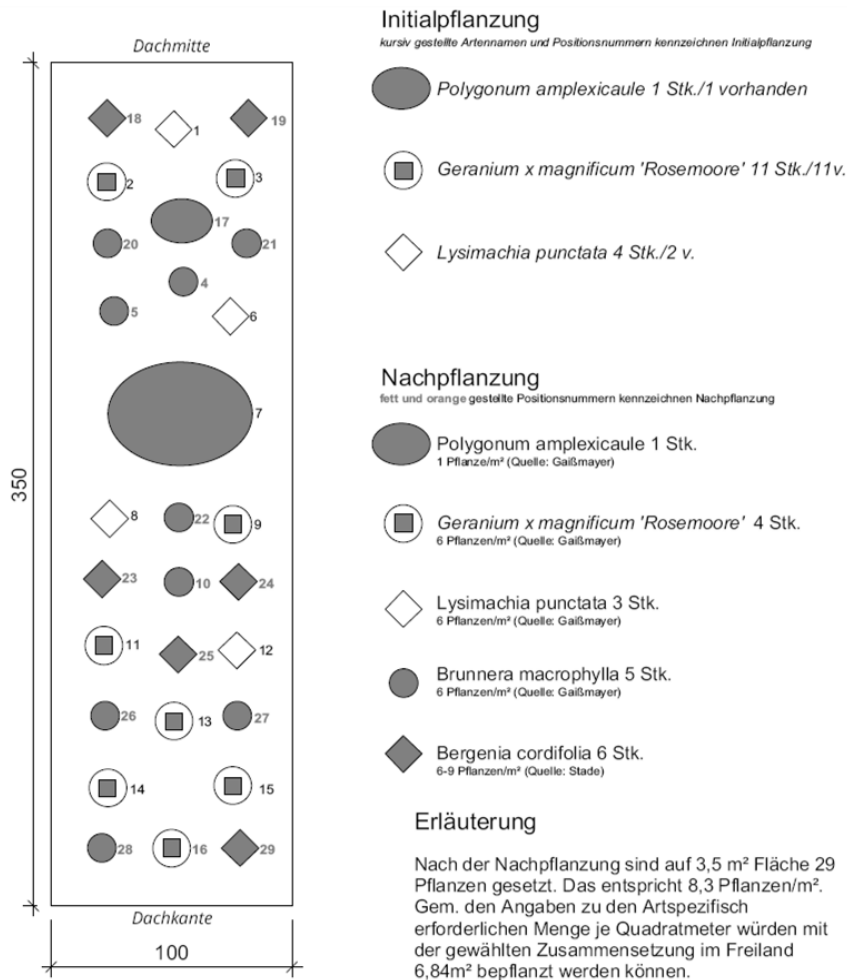 Dachmitte
18
19
1
2
3
17
20
21
4
5
6
7
350
8
22
9
23
10
24
11
25
12
26
13
27
14
15
28
16
29
Dachkante
100
Initialpflanzung
kursiv gestellte Artennamen und Positionsnummern kennzeichnen Initialpflanzung
Polygonum amplexicaule 1 Stk./1 vorhanden
Geranium x magnificum 'Rosemoore' 11 Stk./11v.
Lysimachia punctata 4 Stk./2 v.
Nachpflanzung
fett und orange gestellte Positionsnummern kennzeichnen Nachpflanzung
Polygonum amplexicaule 1 Stk.
1 Pflanze/m² (Quelle: Gaißmayer)
Geranium x magnificum 'Rosemoore' 4 Stk.
6 Pflanzen/m² (Quelle: Gaißmayer)
Lysimachia punctata 3 Stk.
6 Pflanzen/m² (Quelle: Gaißmayer)
Brunnera macrophylla 5 Stk.
6 Pflanzen/m² (Quelle: Gaißmayer)
Bergenia cordifolia 6 Stk.
6-9 Pflanzen/m² (Quelle: Stade)
Erläuterung
Nach der Nachpflanzung sind auf 3,5 m² Fläche 29
Pflanzen gesetzt. Das entspricht 8,3 Pflanzen/m².
Gem. den Angaben zu den Artspezifisch
erforderlichen Menge je Quadratmeter würden mit
der gewählten Zusammensetzung im Freiland
6,84m² bepflanzt werden können.